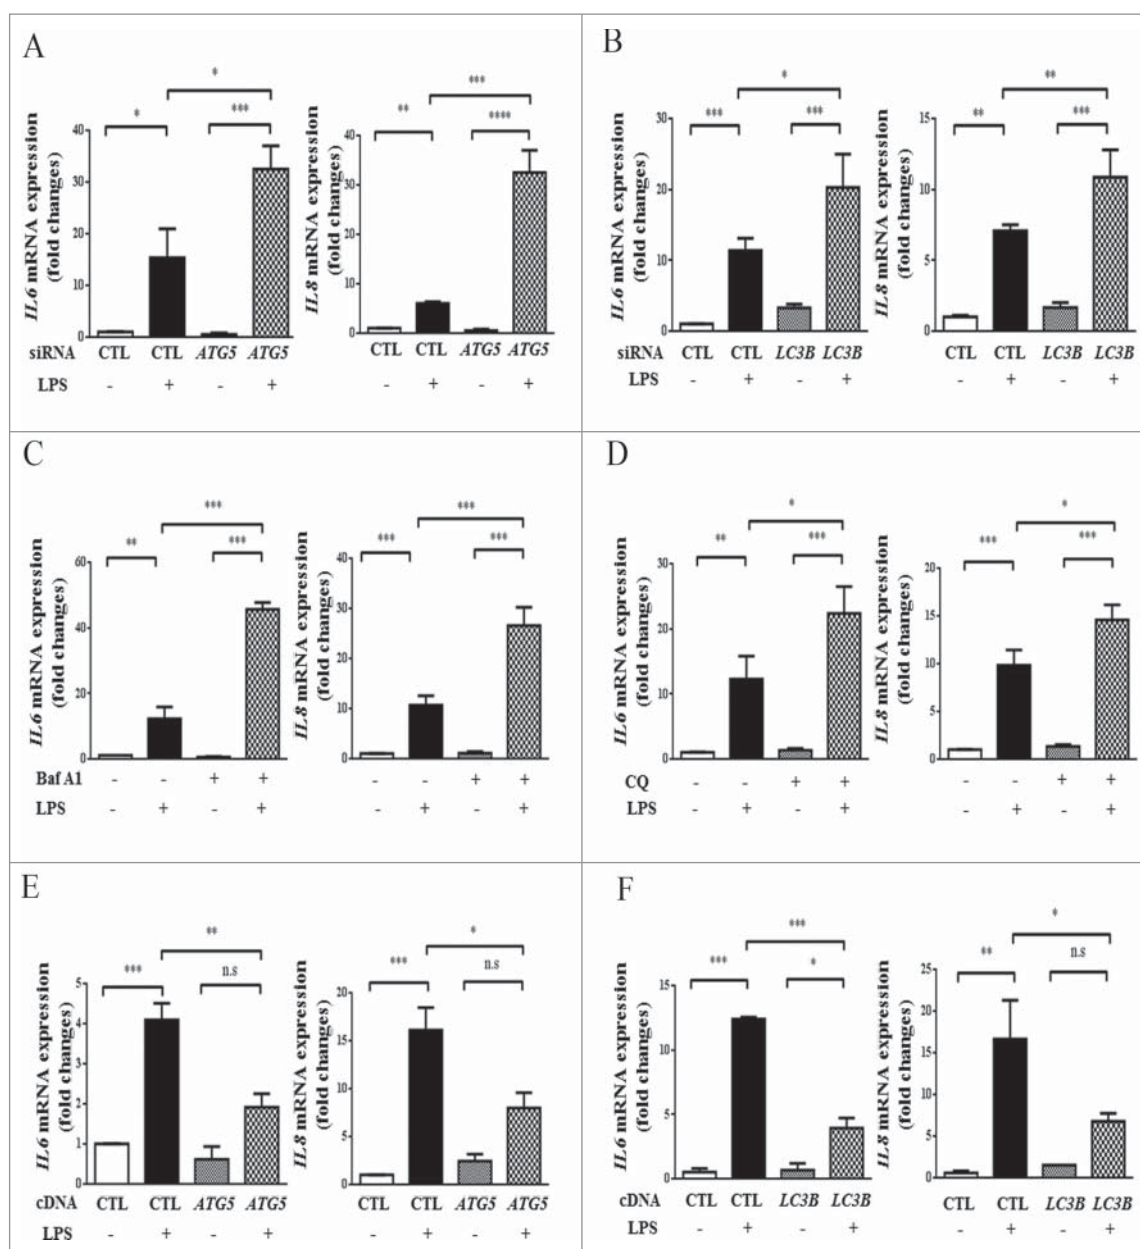 A
B
* * *** ****
* *** ** ***
* *** ** ***
*** *** ** ***
IL6 mRNA expression
(fold changes)
40
30
20
10
0
IL8 mRNA expression
(fold changes)
40
30
20
10
0
IL6 mRNA expression
(fold changes)
30
20
10
0
IL8 mRNA expression
(fold changes)
15
10
5
0
siRNA CTL CTL ATG5 ATG5 CTL CTL ATG5 ATG5
LPS - + - + - + - +
siRNA CTL CTL LC3B LC3B CTL CTL LC3B LC3B
LPS - + - + - + - +
C
D
*** ** ***
*** *** ***
* ** ***
* *** ***
IL6 mRNA expression
(fold changes)
60
40
20
0
IL8 mRNA expression
(fold changes)
40
30
20
10
0
IL6 mRNA expression
(fold changes)
30
20
10
0
IL8 mRNA expression
(fold changes)
20
15
10
5
0
Baf A1 - - + + - - + +
LPS - + - + - + - +
CQ - - + + - - + +
LPS - + - + - + - +
E
F
** *** n.s
* *** n.s
*** *** *
* ** n.s
IL6 mRNA expression
(fold changes)
5
4
3
2
1
0
IL8 mRNA expression
(fold changes)
20
15
10
5
0
IL6 mRNA expression
(fold changes)
15
10
5
0
IL8 mRNA expression
(fold changes)
25
20
15
10
5
0
cDNA CTL CTL ATG5 ATG5 CTL CTL ATG5 ATG5
LPS - + - + - + - +
cDNA CTL CTL LC3B LC3B CTL CTL LC3B LC3B
LPS - + - + - + - +